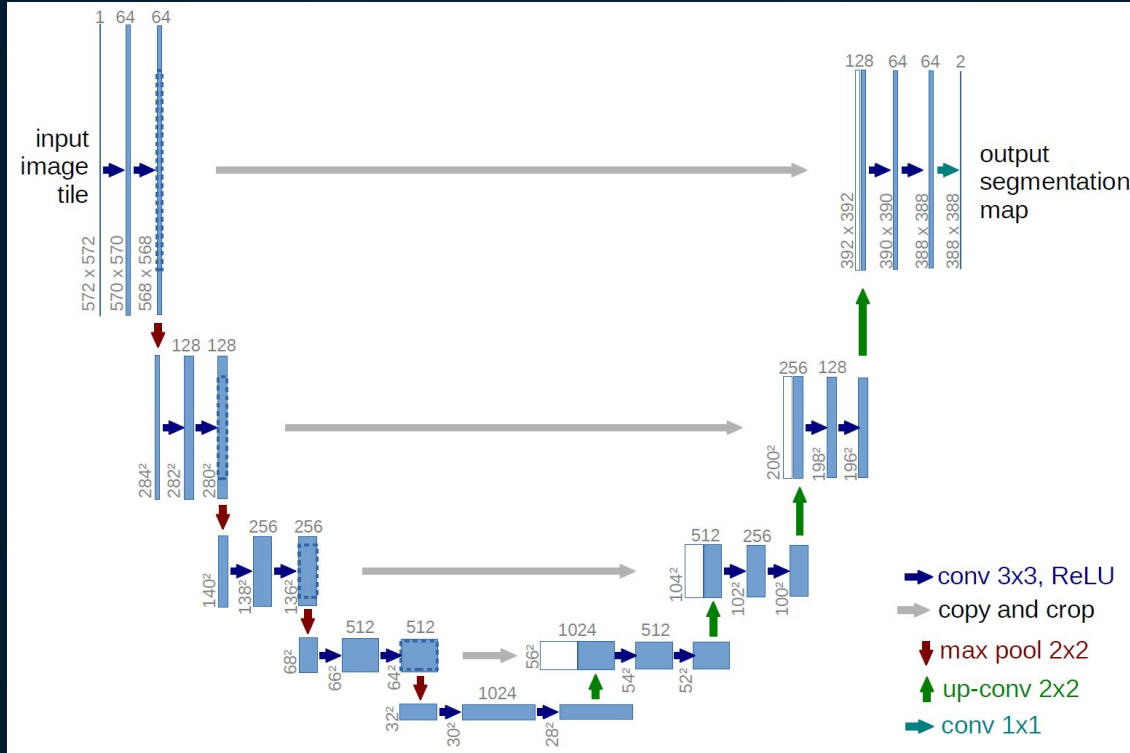 1 64 64
input
image
tile
572 x 572
570 x 570
568 x 568
128 64 64 2
output
segmentation
map
392 x 392
390 x 390
388 x 388
388 x 388
128 128
284²
282²
280²
256 128
200²
198²
196²
256 256
140²
138²
136²
512 256
104²
102²
100²
512 512
68²
66²
64²
1024 512
56²
54²
52²
1024
32²
30²
28²
conv 3x3, ReLU
copy and crop
max pool 2x2
up-conv 2x2
conv 1x1